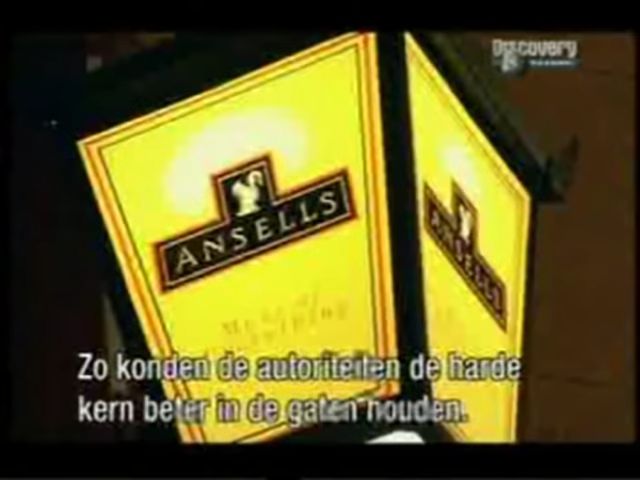 Discovery
ANSELLS
ANSELLS
Zo konden de autoriteiten de harde
kern beter in de gaten houden.